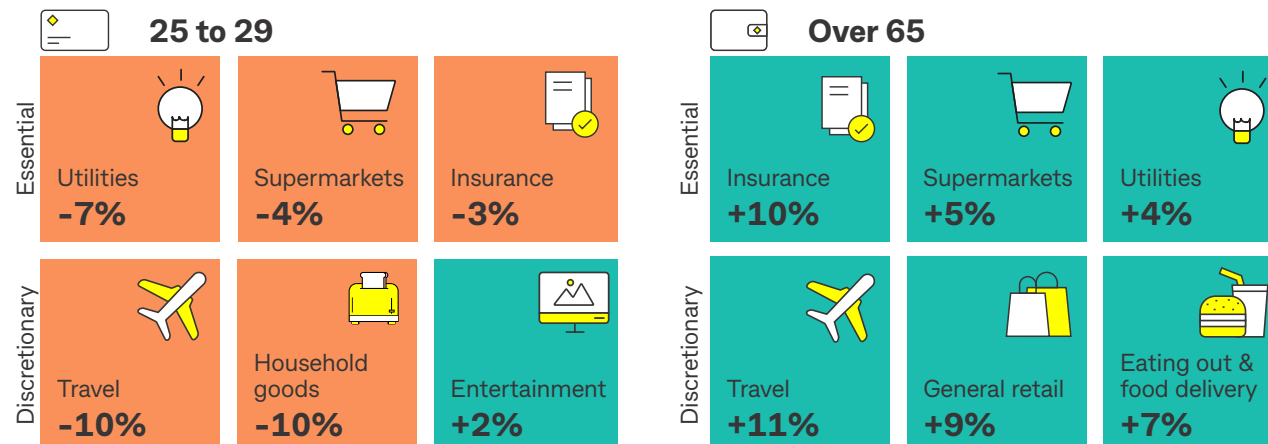 25 to 29
Essential
Utilities
-7%
Supermarkets
-4%
Insurance
-3%
Discretionary
Travel
-10%
Household
goods
-10%
Entertainment
+2%
Over 65
Essential
Insurance
+10%
Supermarkets
+5%
Utilities
+4%
Discretionary
Travel
+11%
General retail
+9%
Eating out &
food delivery
+7%